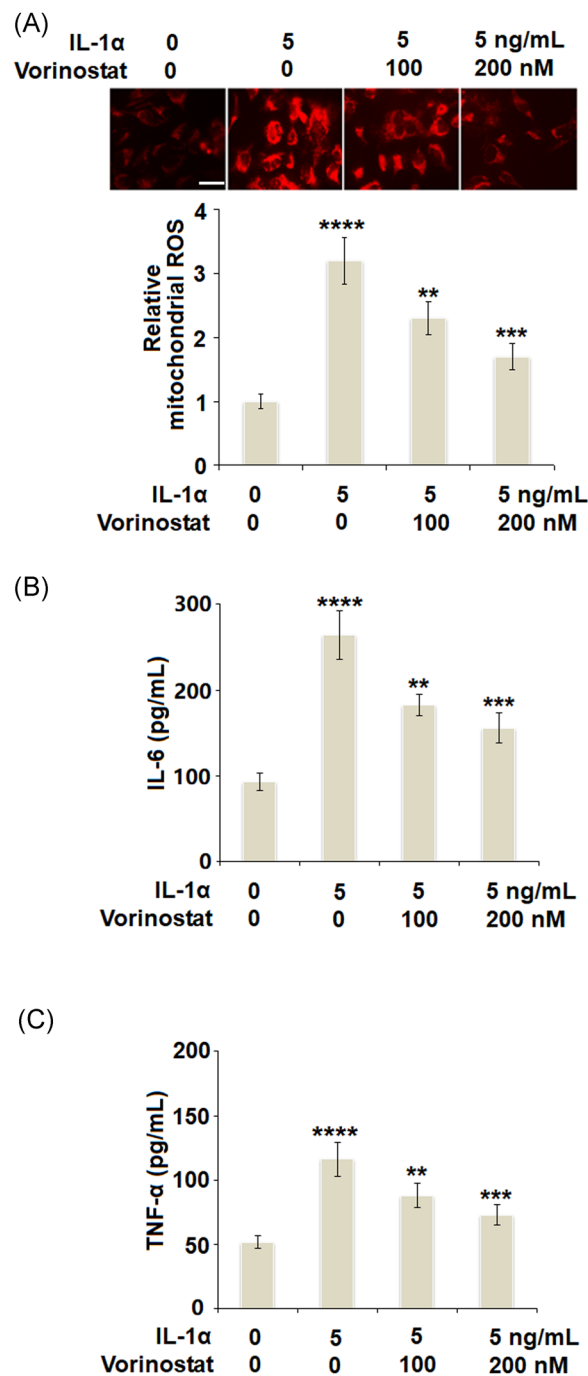 (A)
IL-1α 0 5 5 5 ng/mL
Vorinostat 0 0 100 200 nM
Relative
mitochondrial ROS
4
3
2
1
0
****
**
***
IL-1α 0 5 5 5 ng/mL
Vorinostat 0 0 100 200 nM
(B)
IL-6 (pg/mL)
300
200
100
0
****
**
***
IL-1α 0 5 5 5 ng/mL
Vorinostat 0 0 100 200 nM
(C)
TNF-α (pg/mL)
200
150
100
50
0
****
**
***
IL-1α 0 5 5 5 ng/mL
Vorinostat 0 0 100 200 nM